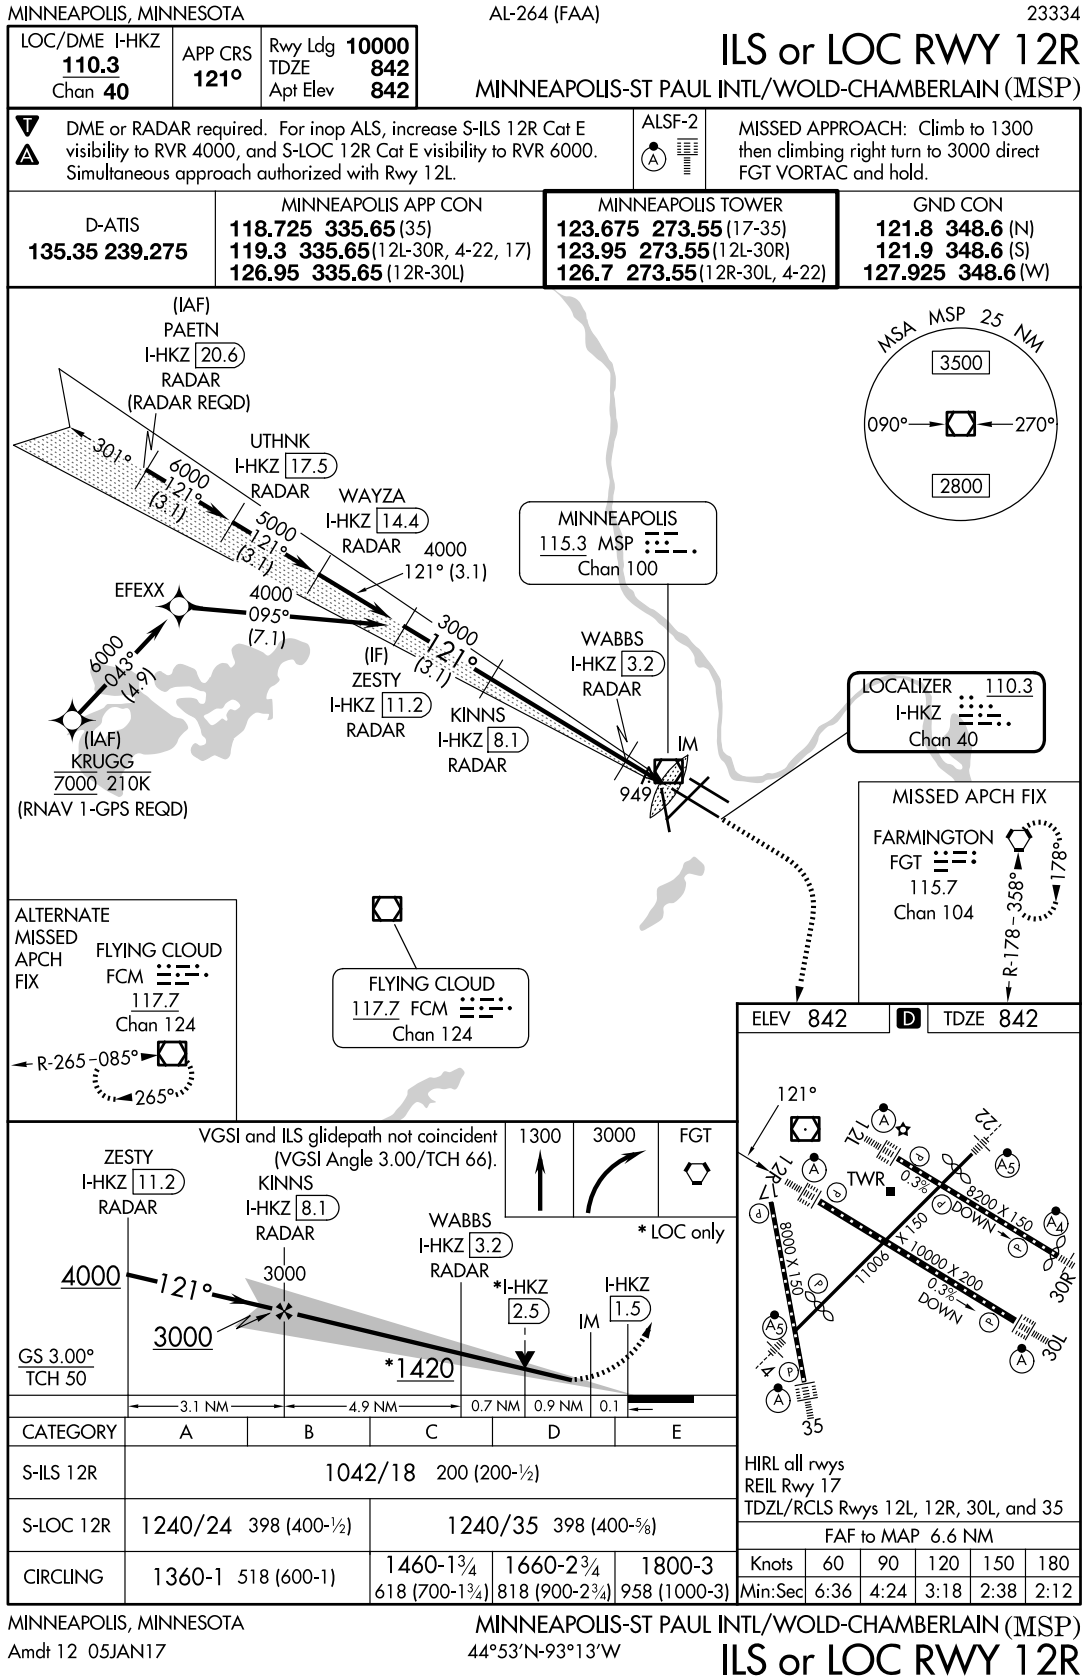 MINNEAPOLIS, MINNESOTA
AL-264 (FAA)
23334
LOC/DME I-HKZ
110.3
Chan 40
APP CRS
121°
Rwy Ldg 10000
TDZE 842
Apt Elev 842
ILS or LOC RWY 12R
MINNEAPOLIS-ST PAUL INTL/WOLD-CHAMBERLAIN (MSP)
T
A
DME or RADAR required. For inop ALS, increase S-ILS 12R Cat E
visibility to RVR 4000, and S-LOC 12R Cat E visibility to RVR 6000.
Simultaneous approach authorized with Rwy 12L.
ALSF-2
A
MISSED APPROACH: Climb to 1300
then climbing right turn to 3000 direct
FGT VORTAC and hold.
D-ATIS
135.35 239.275
MINNEAPOLIS APP CON
118.725 335.65 (35)
119.3 335.65 (12L-30R, 4-22, 17)
126.95 335.65 (12R-30L)
MINNEAPOLIS TOWER
123.675 273.55 (17-35)
123.95 273.55 (12L-30R)
126.7 273.55 (12R-30L, 4-22)
GND CON
121.8 348.6 (N)
121.9 348.6 (S)
127.925 348.6 (W)
(IAF)
PAETN
I-HKZ 20.6
RADAR
(RADAR REQD)
301°
6000
121°
(3.1)
UTHNK
I-HKZ 17.5
RADAR
5000
121°
(3.1)
WAYZA
I-HKZ 14.4
RADAR
4000
121° (3.1)
MSA MSP 25 NM
3500
090°
270°
2800
MINNEAPOLIS
115.3 MSP
Chan 100
EFEXX
4000
095°
(7.1)
6000
043°
(4.9)
(IAF)
KRUGG
7000 210K
(RNAV 1-GPS REQD)
(IF)
ZESTY
I-HKZ 11.2
RADAR
3000
121°
(3.1)
KINNS
I-HKZ 8.1
RADAR
WABBS
I-HKZ 3.2
RADAR
IM
949
LOCALIZER 110.3
I-HKZ
Chan 40
MISSED APCH FIX
FARMINGTON
FGT
115.7
Chan 104
R-178
358°
178°
ALTERNATE
MISSED
APCH
FIX
FLYING CLOUD
FCM
117.7
Chan 124
R-265
085°
265°
FLYING CLOUD
117.7 FCM
Chan 124
ELEV 842
D
TDZE 842
121°
12L
A
P
22
A5
12R
A
P
TWR
0.3%
DOWN
8200 X 150
P
P
A4
30R
17
P
8000 X 150
11006 X 150
10000 X 200
0.3%
DOWN
P
P
A5
4
P
A
35
A
30L
HIRL all rwys
REIL Rwy 17
TDZL/RCLS Rwys 12L, 12R, 30L, and 35
FAF to MAP 6.6 NM
Knots 60 90 120 150 180
Min:Sec 6:36 4:24 3:18 2:38 2:12
VGSI and ILS glidepath not coincident
(VGSI Angle 3.00/TCH 66).
1300
3000
FGT
* LOC only
ZESTY
I-HKZ 11.2
RADAR
KINNS
I-HKZ 8.1
RADAR
WABBS
I-HKZ 3.2
RADAR
*I-HKZ
2.5
I-HKZ
1.5
IM
4000
121°
3000
3000
*1420
GS 3.00°
TCH 50
3.1 NM
4.9 NM
0.7 NM
0.9 NM
0.1
CATEGORY A B C D E
S-ILS 12R 1042/18 200 (200-½)
S-LOC 12R 1240/24 398 (400-½) 1240/35 398 (400-⅝)
CIRCLING 1360-1 518 (600-1)
1460-1¾
618 (700-1¾)
1660-2¾
818 (900-2¾)
1800-3
958 (1000-3)
MINNEAPOLIS, MINNESOTA
Amdt 12 05JAN17
44°53'N-93°13'W
MINNEAPOLIS-ST PAUL INTL/WOLD-CHAMBERLAIN (MSP)
ILS or LOC RWY 12R